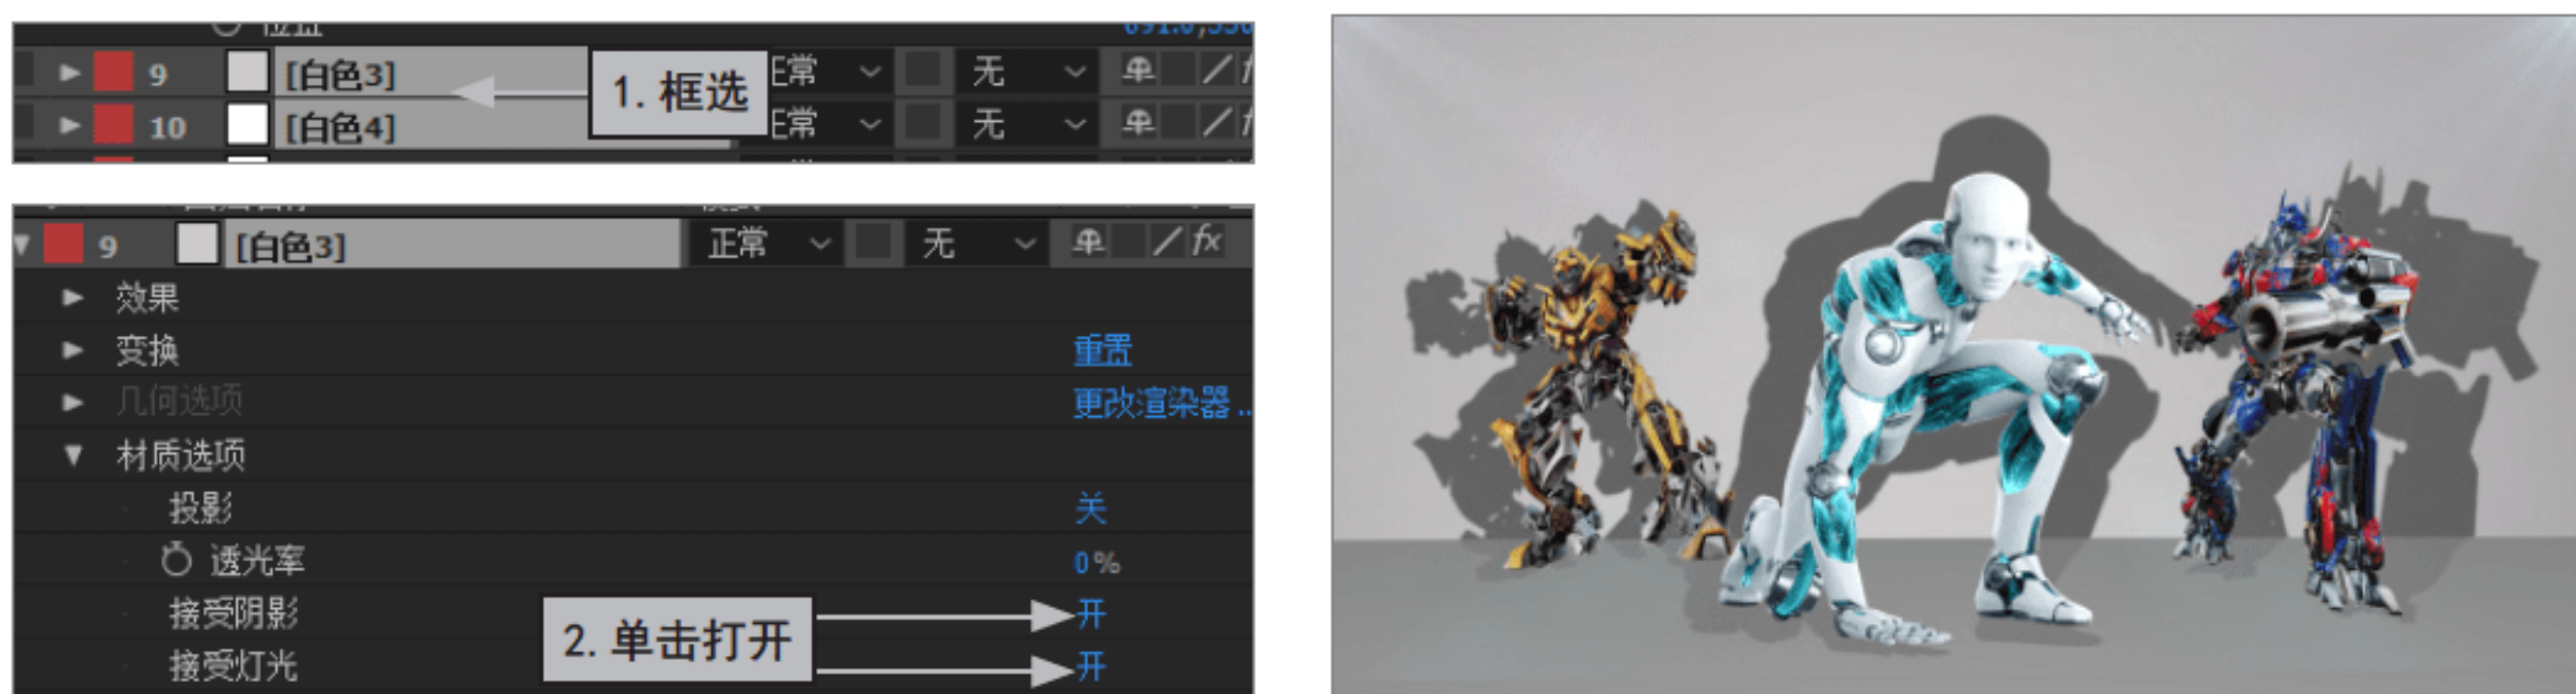 9 [白色3] 正常 无
1. 框选
10 [白色4] 正常 无
9 [白色3] 正常 无 fx
效果
变换 重置
几何选项 更改渲染器 ..
材质选项
投影 关
透光率 0%
接受阴影 开
2. 单击打开
接受灯光 开